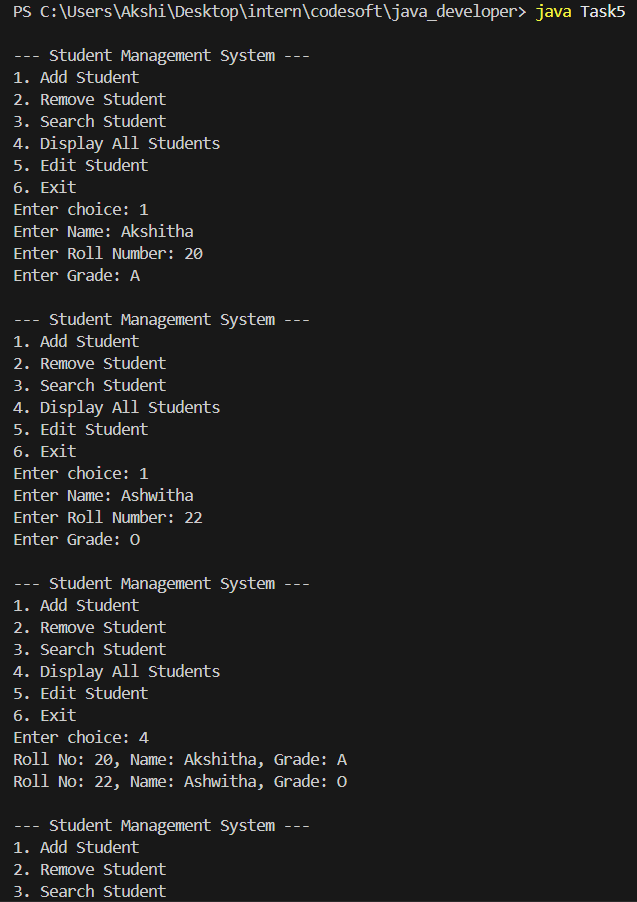 PS C:\Users\Akshi\Desktop\intern\codesoft\java_developer> java Task5
--- Student Management System ---
1. Add Student
2. Remove Student
3. Search Student
4. Display All Students
5. Edit Student
6. Exit
Enter choice: 1
Enter Name: Akshitha
Enter Roll Number: 20
Enter Grade: A
--- Student Management System ---
1. Add Student
2. Remove Student
3. Search Student
4. Display All Students
5. Edit Student
6. Exit
Enter choice: 1
Enter Name: Ashwitha
Enter Roll Number: 22
Enter Grade: O
--- Student Management System ---
1. Add Student
2. Remove Student
3. Search Student
4. Display All Students
5. Edit Student
6. Exit
Enter choice: 4
Roll No: 20, Name: Akshitha, Grade: A
Roll No: 22, Name: Ashwitha, Grade: O
--- Student Management System ---
1. Add Student
2. Remove Student
3. Search Student